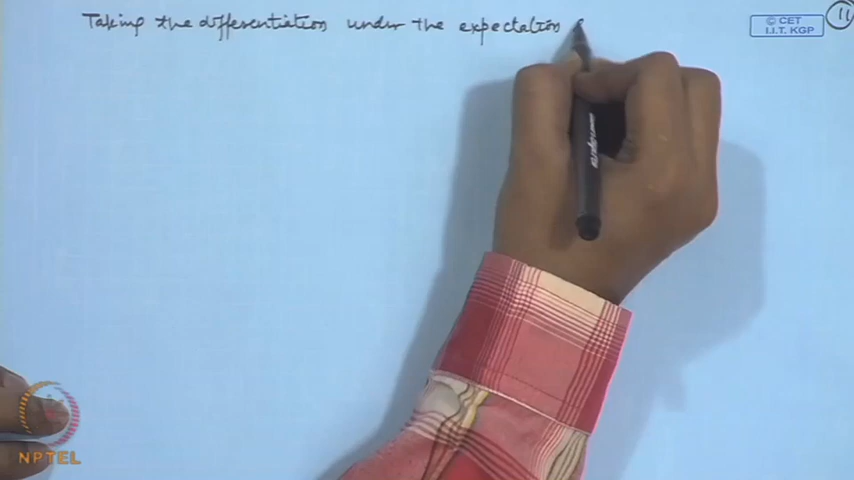 Taking the differentiation under the expectation
© CET
I.I.T. KGP
11
NPTEL